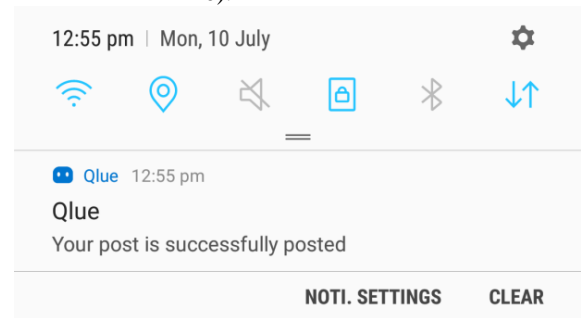 12:55 pm | Mon, 10 July
Qlue 12:55 pm
Qlue
Your post is successfully posted
NOTI. SETTINGS CLEAR